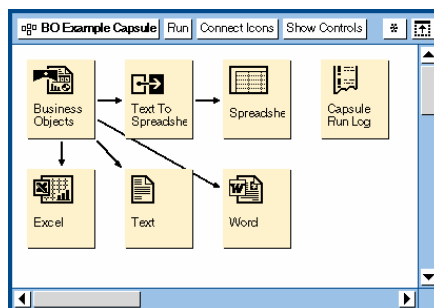 BO Example Capsule Run Connect Icons Show Controls *
Business
Objects
Text To
Spreadshe
Spreadshe
Capsule
Run Log
Excel
Text
Word